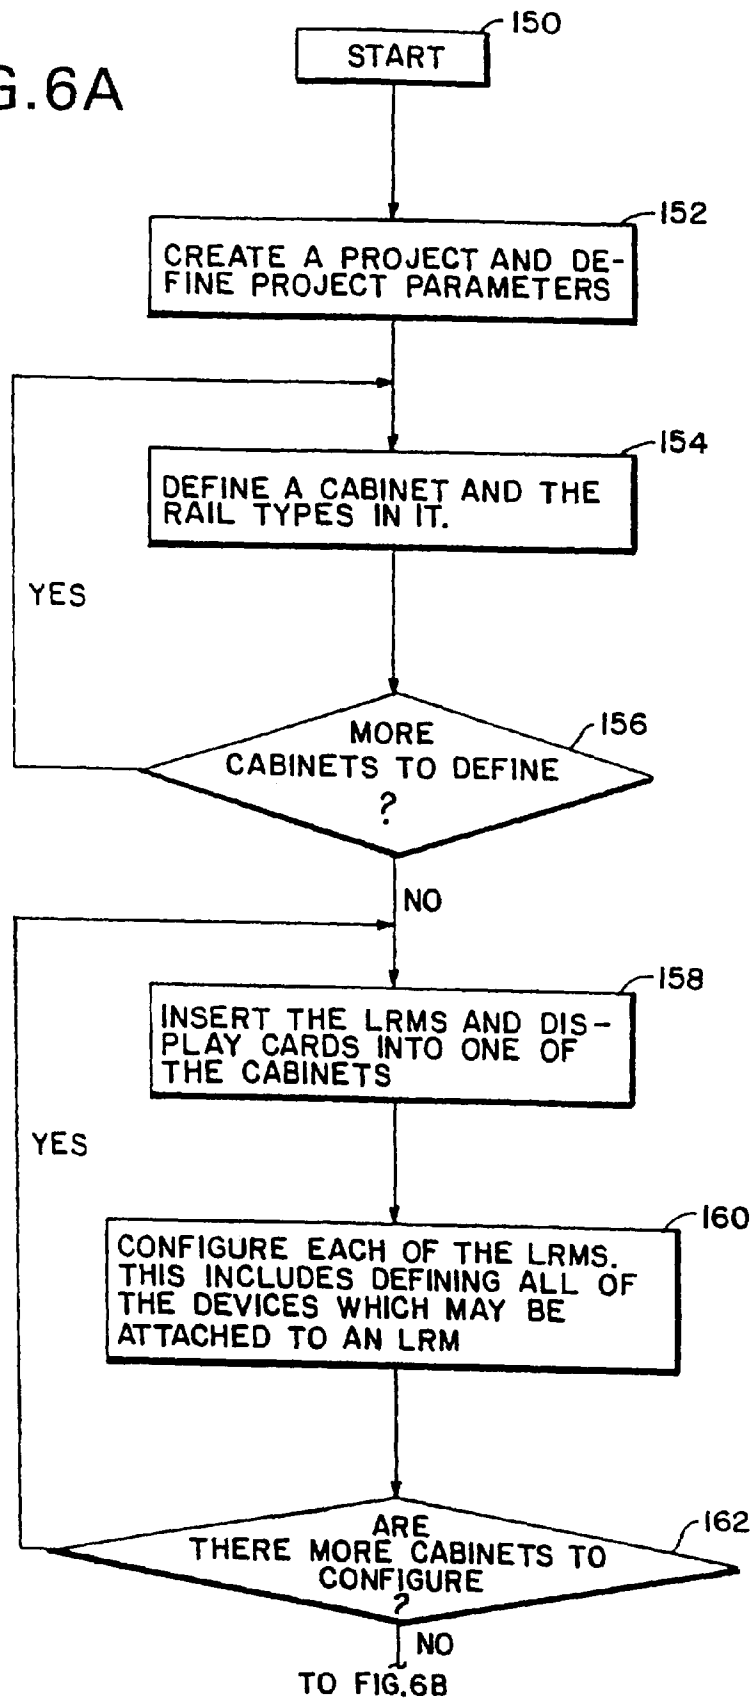 G.6A
150
START
152
CREATE A PROJECT AND DE-
FINE PROJECT PARAMETERS
154
DEFINE A CABINET AND THE
RAIL TYPES IN IT.
YES
156
MORE
CABINETS TO DEFINE
?
NO
158
INSERT THE LRMS AND DIS-
PLAY CARDS INTO ONE OF
THE CABINETS
YES
160
CONFIGURE EACH OF THE LRMS.
THIS INCLUDES DEFINING ALL OF
THE DEVICES WHICH MAY BE
ATTACHED TO AN LRM
162
ARE
THERE MORE CABINETS TO
CONFIGURE
?
NO
TO FIG.6B